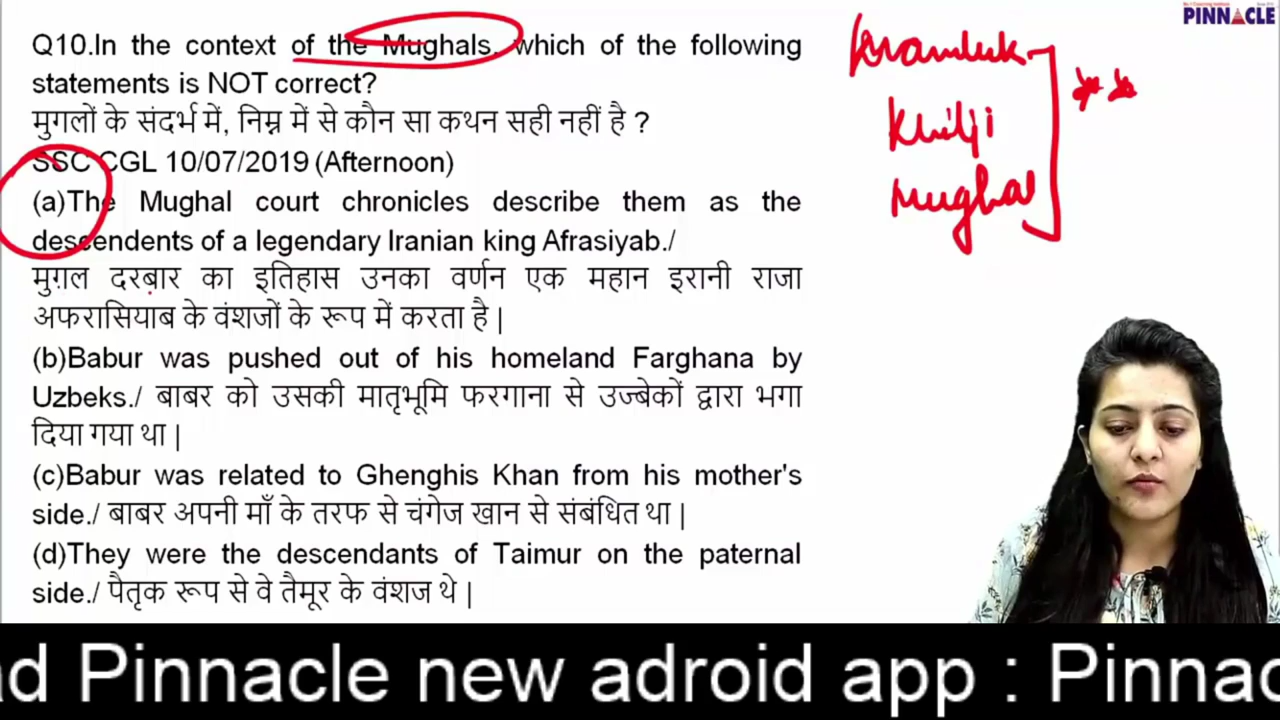 PINNACLE
Q10.In the context of the Mughals, which of the following
statements is NOT correct?
मुगलों के संदर्भ में, निम्न में से कौन सा कथन सही नहीं है ?
SSC CGL 10/07/2019 (Afternoon)
(a)The Mughal court chronicles describe them as the
descendents of a legendary Iranian king Afrasiyab./
मुग़ल दरबार का इतिहास उनका वर्णन एक महान इरानी राजा
अफरासियाब के वंशजों के रूप में करता है |
(b)Babur was pushed out of his homeland Farghana by
Uzbeks./ बाबर को उसकी मातृभूमि फरगाना से उज्बेकों द्वारा भगा
दिया गया था |
(c)Babur was related to Ghenghis Khan from his mother's
side./ बाबर अपनी माँ के तरफ से चंगेज खान से संबंधित था |
(d)They were the descendants of Taimur on the paternal
side./ पैतृक रूप से वे तैमूर के वंशज थे |
Mamluk
Khilji
Mughal
ad Pinnacle new adroid app : Pinnac